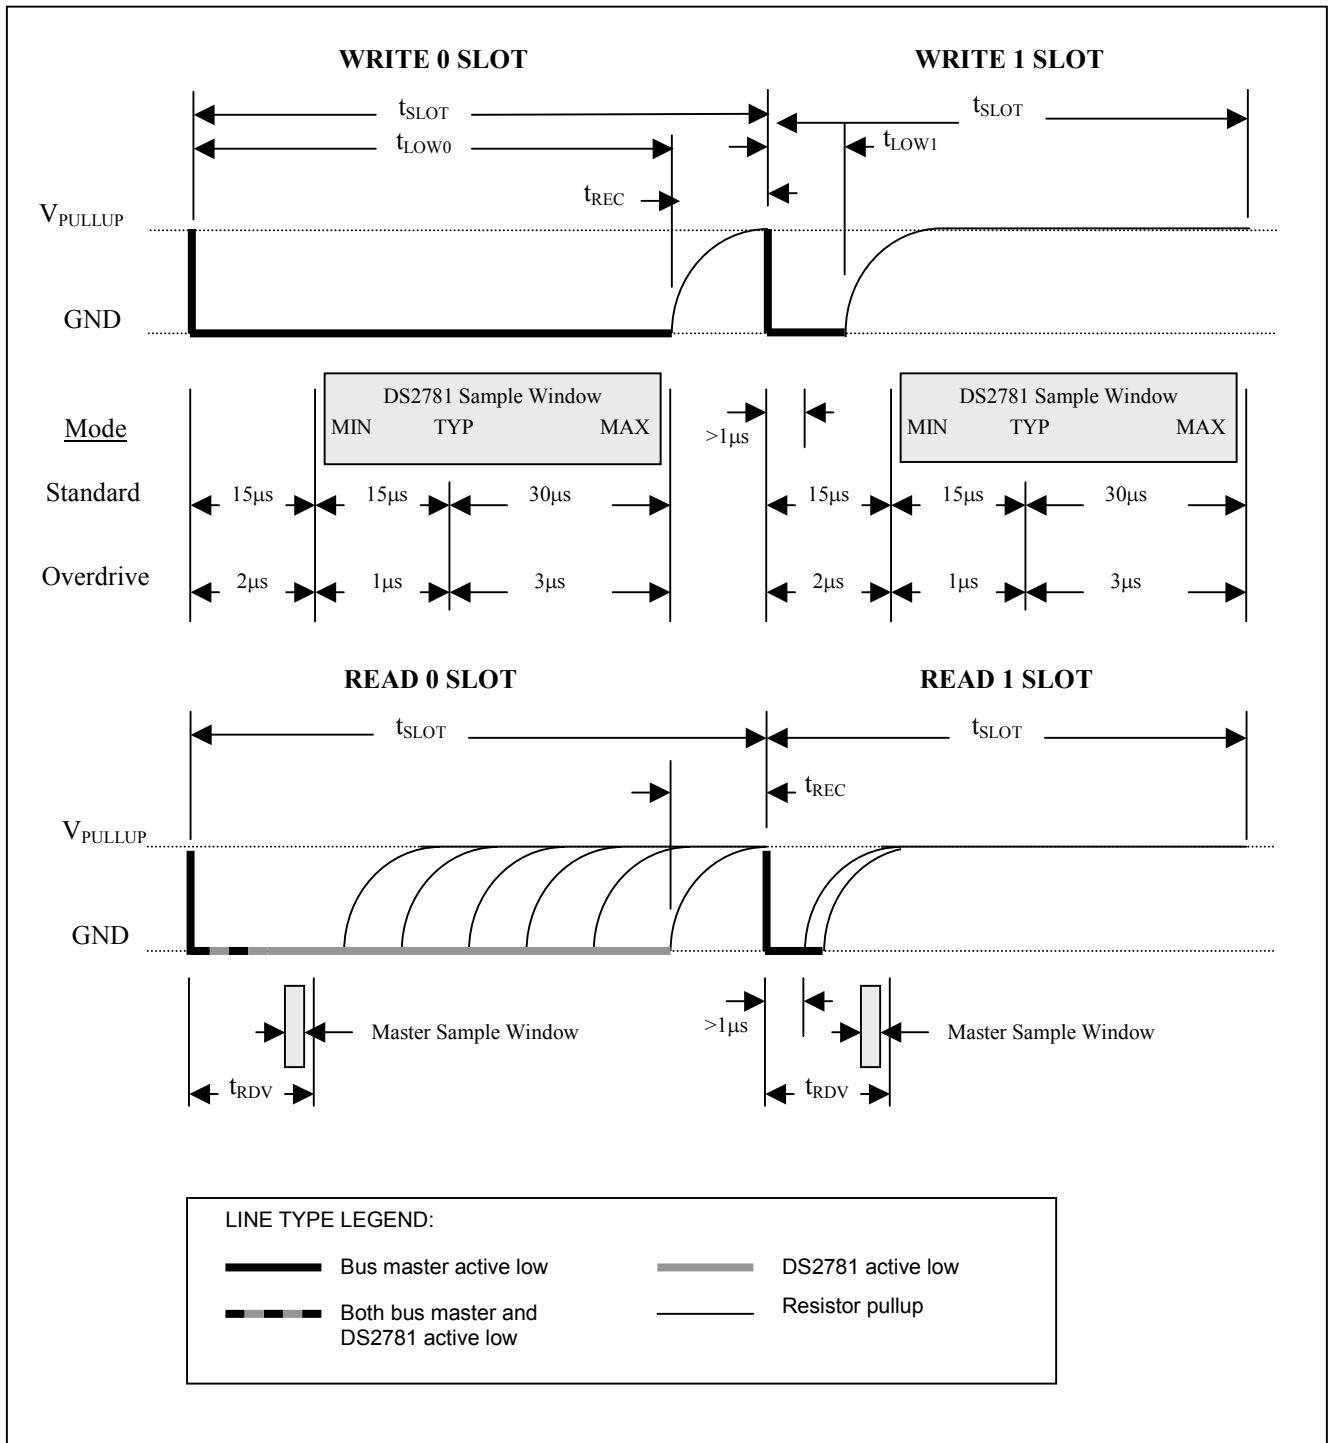 WRITE 0 SLOT WRITE 1 SLOT
tSLOT tSLOT
tLOW0 tLOW1
tREC
VPULLUP
GND
DS2781 Sample Window DS2781 Sample Window
Mode MIN TYP MAX >1µs MIN TYP MAX
Standard 15µs 15µs 30µs 15µs 15µs 30µs
Overdrive 2µs 1µs 3µs 2µs 1µs 3µs
READ 0 SLOT READ 1 SLOT
tSLOT tSLOT
tREC
VPULLUP
GND
Master Sample Window >1µs Master Sample Window
tRDV tRDV
LINE TYPE LEGEND:
Bus master active low DS2781 active low
Both bus master and Resistor pullup
DS2781 active low